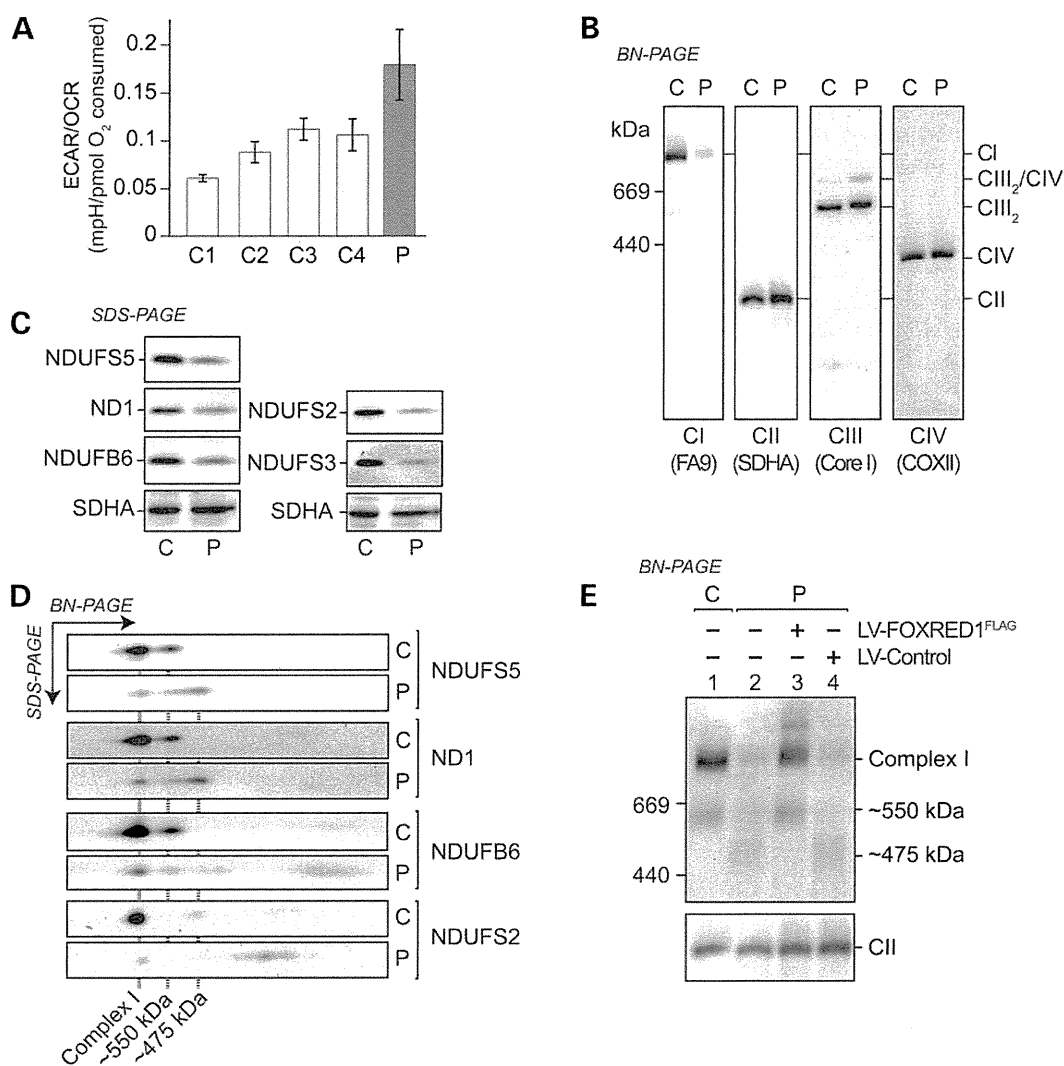 A
ECAR/OCR
(mpH/pmol O2 consumed)
0.2
0.15
0.1
0.05
0
C1 C2 C3 C4 P
B
BN-PAGE
C P C P C P C P
kDa
669
440
CI
CIII2/CIV
CIII2
CIV
CII
CI CII CIII CIV
(FA9) (SDHA) (Core I) (COXII)
C
SDS-PAGE
NDUFS5
ND1
NDUFB6
SDHA
C P
NDUFS2
NDUFS3
SDHA
C P
D
BN-PAGE
SDS-PAGE
C
P
NDUFS5
C
P
ND1
C
P
NDUFB6
C
P
NDUFS2
Complex I
~550 kDa
~475 kDa
E
BN-PAGE
C P
– – + – LV-FOXRED1FLAG
– – – + LV-Control
1 2 3 4
669
440
Complex I
~550 kDa
~475 kDa
CII